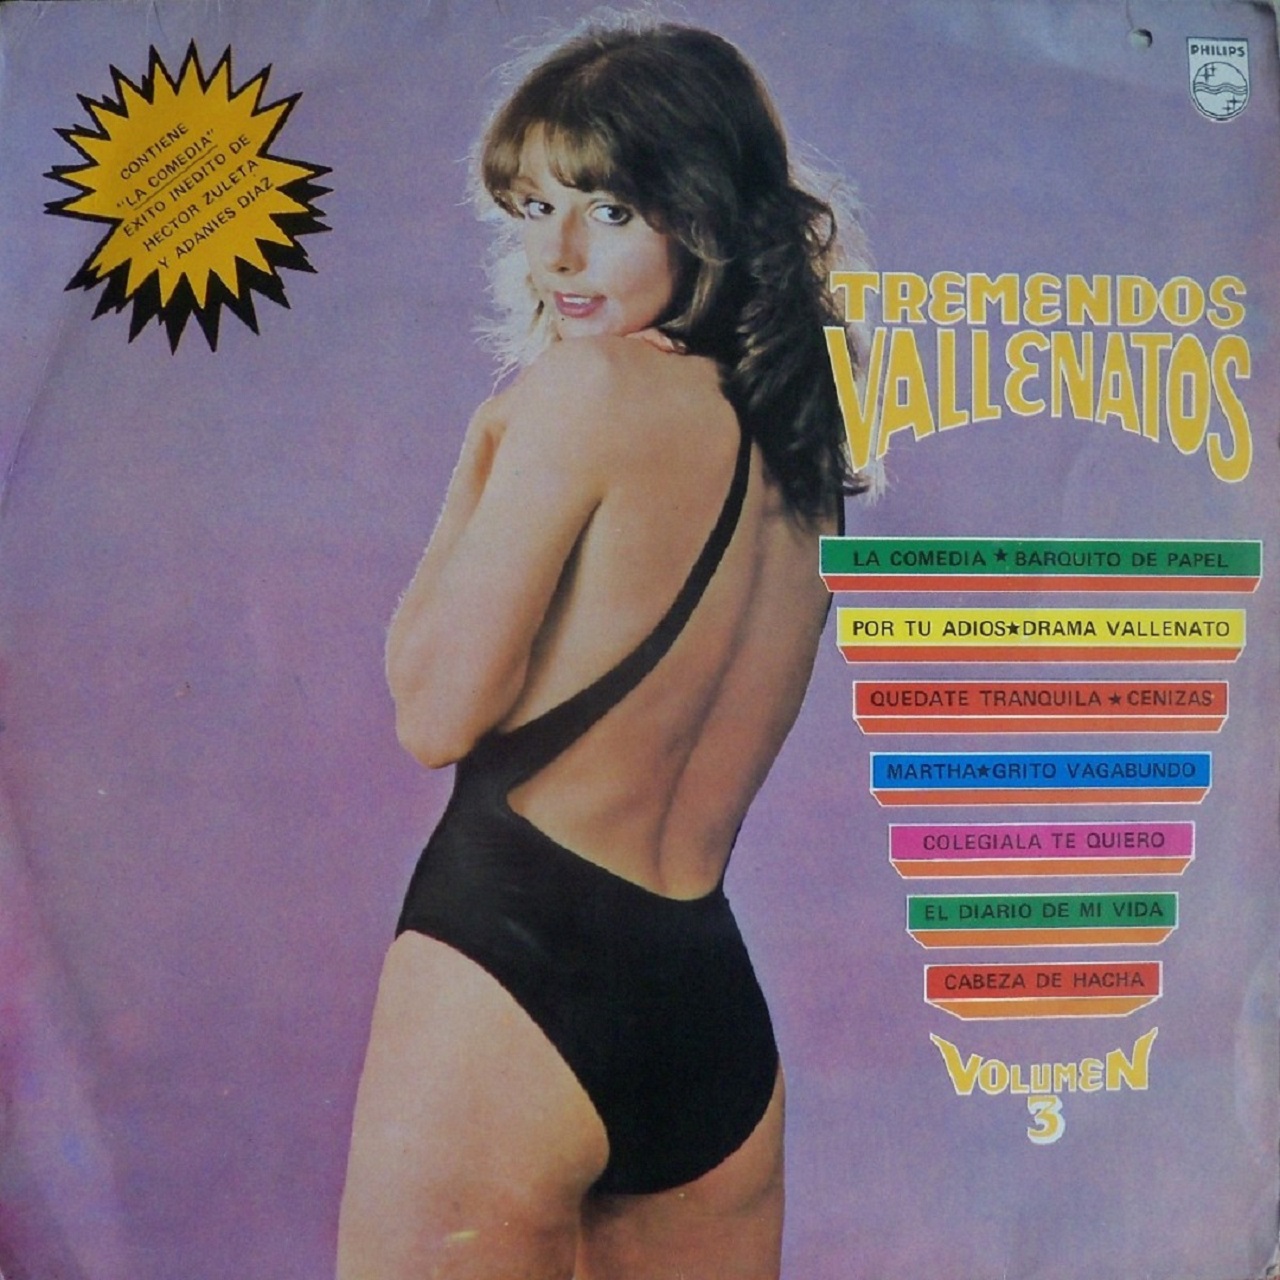 CONTIENE
"LA COMEDIA"
EXITO INEDITO DE
HECTOR ZULETA
Y ADANIES DIAZ
PHILIPS
TREMENDOS
VALLENATOS
LA COMEDIA ★ BARQUITO DE PAPEL
POR TU ADIOS★DRAMA VALLENATO
QUEDATE TRANQUILA ★ CENIZAS
MARTHA★GRITO VAGABUNDO
COLEGIALA TE QUIERO
EL DIARIO DE MI VIDA
CABEZA DE HACHA
VOLUMEN
3